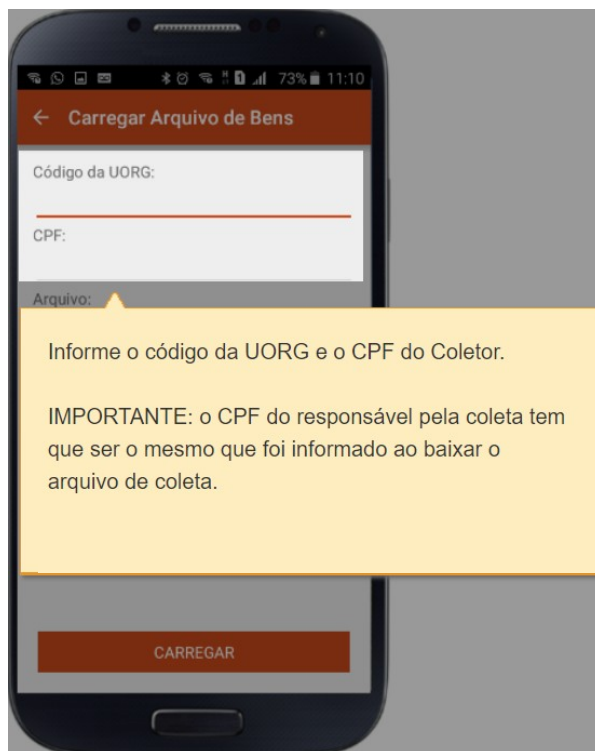 73% 11:10
Carregar Arquivo de Bens
Código da UORG:
CPF:
Arquivo:
Informe o código da UORG e o CPF do Coletor.
IMPORTANTE: o CPF do responsável pela coleta tem
que ser o mesmo que foi informado ao baixar o
arquivo de coleta.
CARREGAR